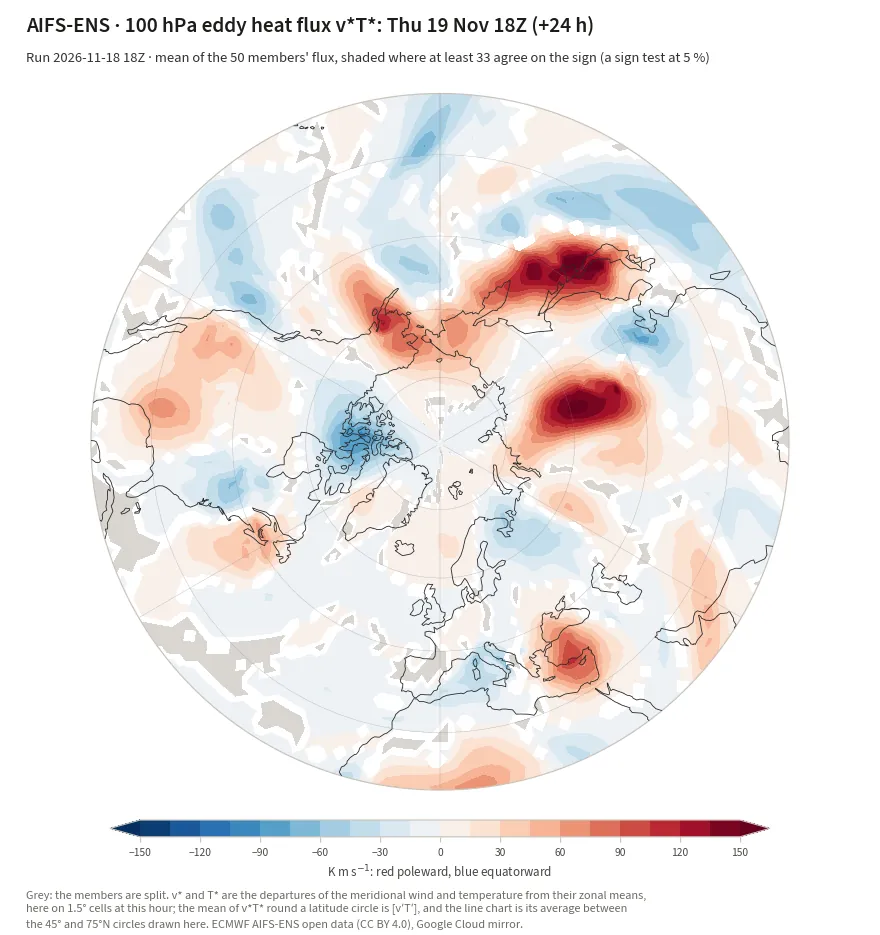 AIFS-ENS · 100 hPa eddy heat flux v*T*: Thu 19 Nov 18Z (+24 h)
Run 2026-11-18 18Z · mean of the 50 members' flux, shaded where at least 33 agree on the sign (a sign test at 5 %)
−150 −120 −90 −60 −30 0 30 60 90 120 150
K m s⁻¹: red poleward, blue equatorward
Grey: the members are split. v* and T* are the departures of the meridional wind and temperature from their zonal means,
here on 1.5° cells at this hour; the mean of v*T* round a latitude circle is [v'T'], and the line chart is its average between
the 45° and 75°N circles drawn here. ECMWF AIFS-ENS open data (CC BY 4.0), Google Cloud mirror.